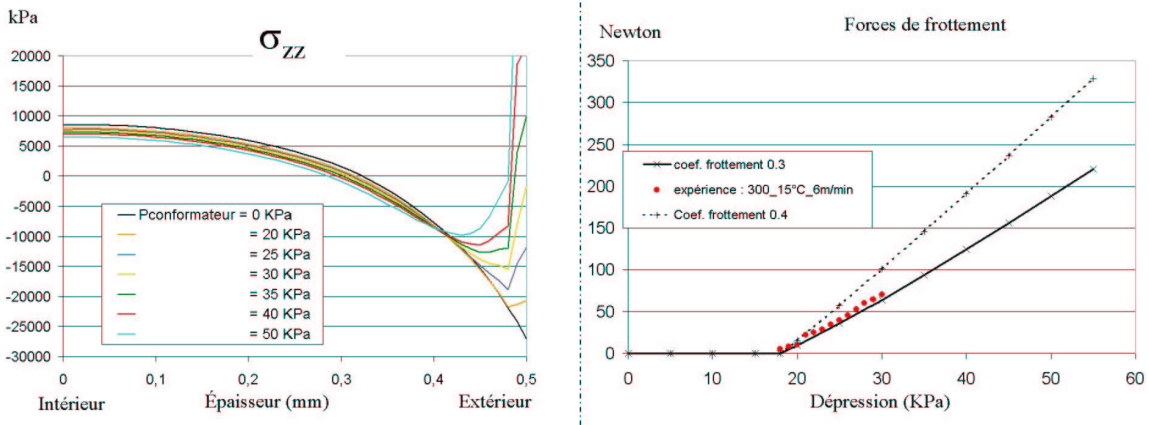 kPa
σzz
20000
15000
10000
5000
0
-5000
-10000
-15000
-20000
-25000
-30000
Pconformateur = 0 KPa
= 20 KPa
= 25 KPa
= 30 KPa
= 35 KPa
= 40 KPa
= 50 KPa
0 0,1 0,2 0,3 0,4 0,5
Intérieur Épaisseur (mm) Extérieur
Newton
Forces de frottement
350
300
250
200
150
100
50
0
coef. frottement 0.3
expérience : 300_15°C_6m/min
Coef. frottement 0.4
0 10 20 30 40 50 60
Dépression (KPa)